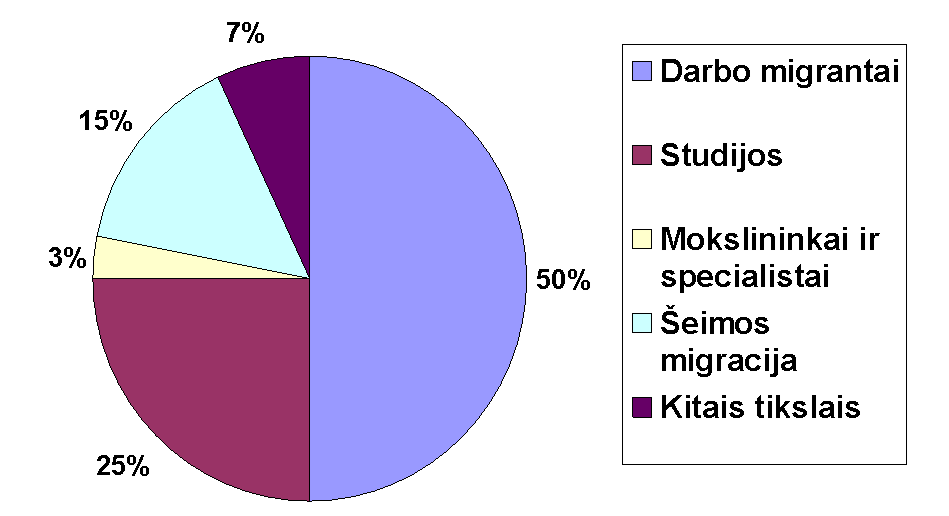 7%
15%
3%
50%
25%
Darbo migrantai
Studijos
Mokslininkai ir
specialistai
Šeimos
migracija
Kitais tikslais